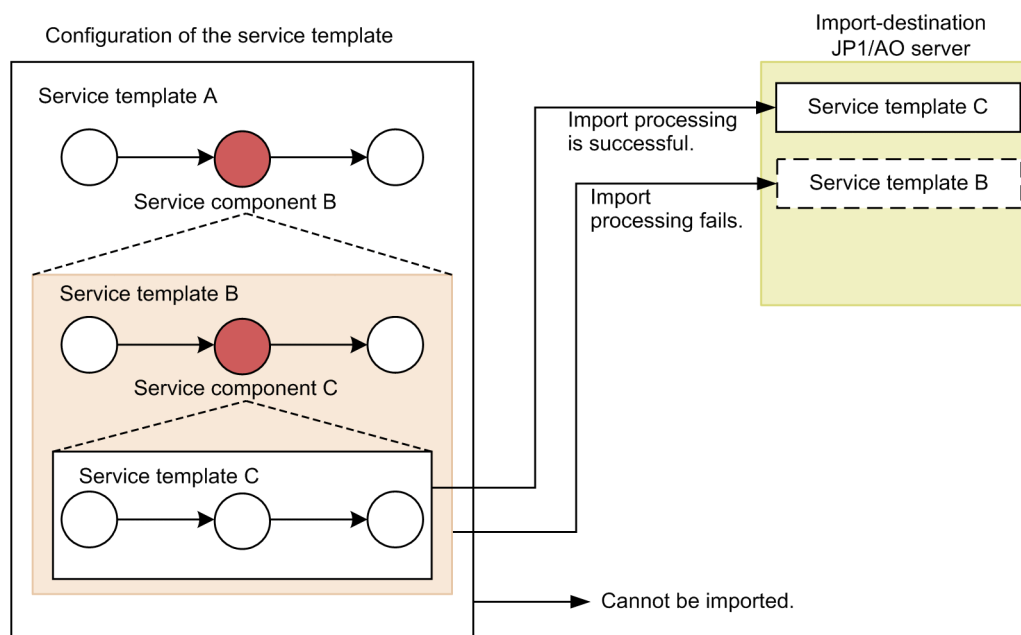 Configuration of the service template
Import-destination
JP1/AO server
Service template A
Service component B
Service template B
Service component C
Service template C
Import processing
is successful.
Service template C
Import
processing fails.
Service template B
Cannot be imported.